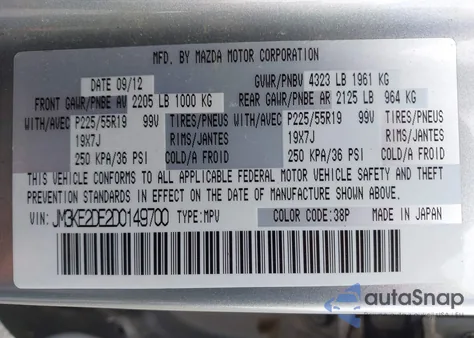 MFD. BY MAZDA MOTOR CORPORATION
DATE 09/12 GVWR/PNBV 4323 LB 1961 KG
FRONT GAWR/PNBE AV 2205 LB 1000 KG REAR GAWR/PNBE AR 2125 LB 964 KG
WITH/AVEC P225/55R19 99V TIRES/PNEUS WITH/AVEC P225/55R19 99V TIRES/PNEUS
19X7J RIMS/JANTES 19X7J RIMS/JANTES
250 KPA/36 PSI COLD/A FROID 250 KPA/36 PSI COLD/A FROID
THIS VEHICLE CONFORMS TO ALL APPLICABLE FEDERAL MOTOR VEHICLE SAFETY AND THEFT
PREVENTION STANDARDS IN EFFECT ON THE DATE OF MANUFACTURE SHOWN ABOVE.
VIN: JM3KE2DE2D0149700 TYPE:MPV COLOR CODE:38P MADE IN JAPAN
autoSnap